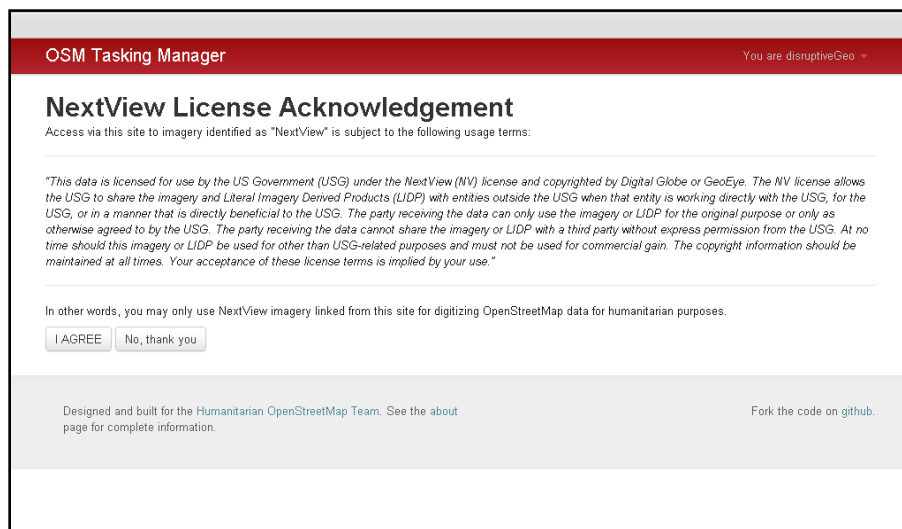 OSM Tasking Manager
You are disruptiveGeo
NextView License Acknowledgement
Access via this site to imagery identified as "NextView" is subject to the following usage terms:
"This data is licensed for use by the US Government (USG) under the NextView (NV) license and copyrighted by Digital Globe or GeoEye. The NV license allows
the USG to share the imagery and Literal Imagery Derived Products (LIDP) with entities outside the USG when that entity is working directly with the USG, for the
USG, or in a manner that is directly beneficial to the USG. The party receiving the data can only use the imagery or LIDP for the original purpose or only as
otherwise agreed to by the USG. The party receiving the data cannot share the imagery or LIDP with a third party without express permission from the USG. At no
time should this imagery or LIDP be used for other than USG-related purposes and must not be used for commercial gain. The copyright information should be
maintained at all times. Your acceptance of these license terms is implied by your use."
In other words, you may only use NextView imagery linked from this site for digitizing OpenStreetMap data for humanitarian purposes.
I AGREE
No, thank you
Designed and built for the Humanitarian OpenStreetMap Team. See the about
page for complete information.
Fork the code on github.